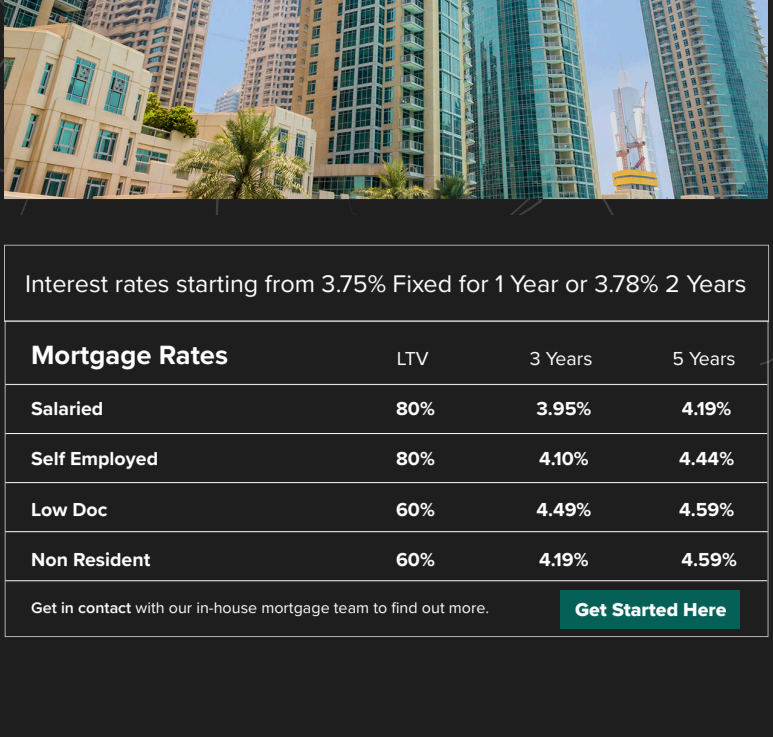 Interest rates starting from 3.75% Fixed for 1 Year or 3.78% 2 Years
Mortgage Rates LTV 3 Years 5 Years
Salaried 80% 3.95% 4.19%
Self Employed 80% 4.10% 4.44%
Low Doc 60% 4.49% 4.59%
Non Resident 60% 4.19% 4.59%
Get in contact with our in-house mortgage team to find out more. Get Started Here